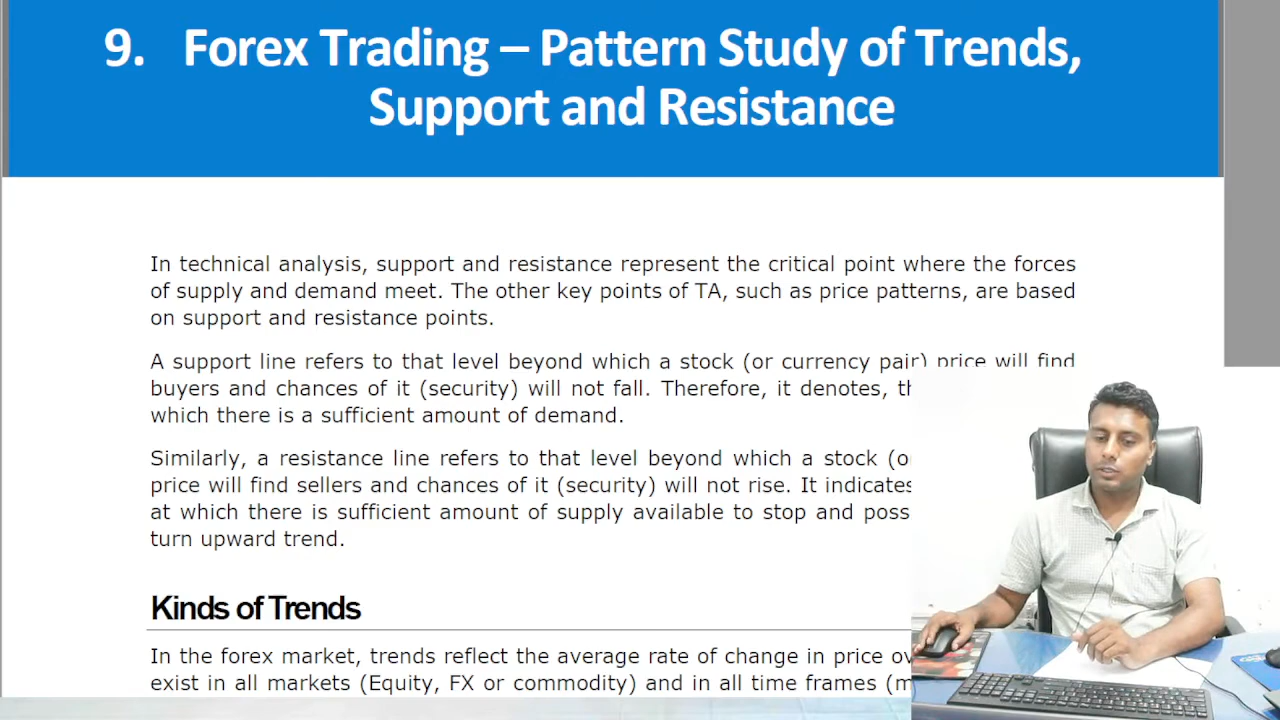 9. Forex Trading – Pattern Study of Trends,
Support and Resistance
In technical analysis, support and resistance represent the critical point where the forces
of supply and demand meet. The other key points of TA, such as price patterns, are based
on support and resistance points.
A support line refers to that level beyond which a stock (or currency pair) price will find
buyers and chances of it (security) will not fall. Therefore, it denotes,
which there is a sufficient amount of demand.
Similarly, a resistance line refers to that level beyond which a stock
price will find sellers and chances of it (security) will not rise. It indicates
at which there is sufficient amount of supply available to stop and
turn upward trend.
Kinds of Trends
In the forex market, trends reflect the average rate of change in price
exist in all markets (Equity, FX or commodity) and in all time frames